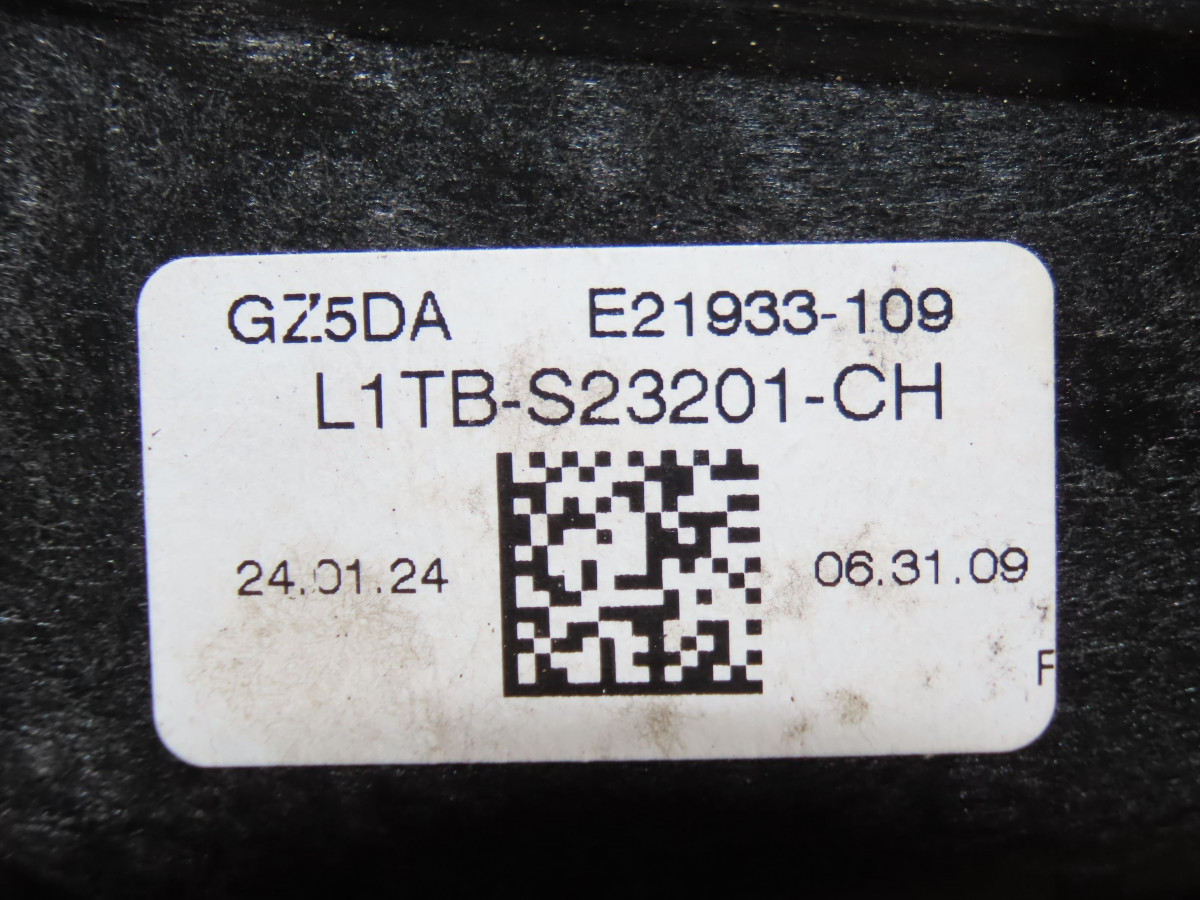 GZ5DA E21933-109
L1TB-S23201-CH
24.01.24 06.31.09
F